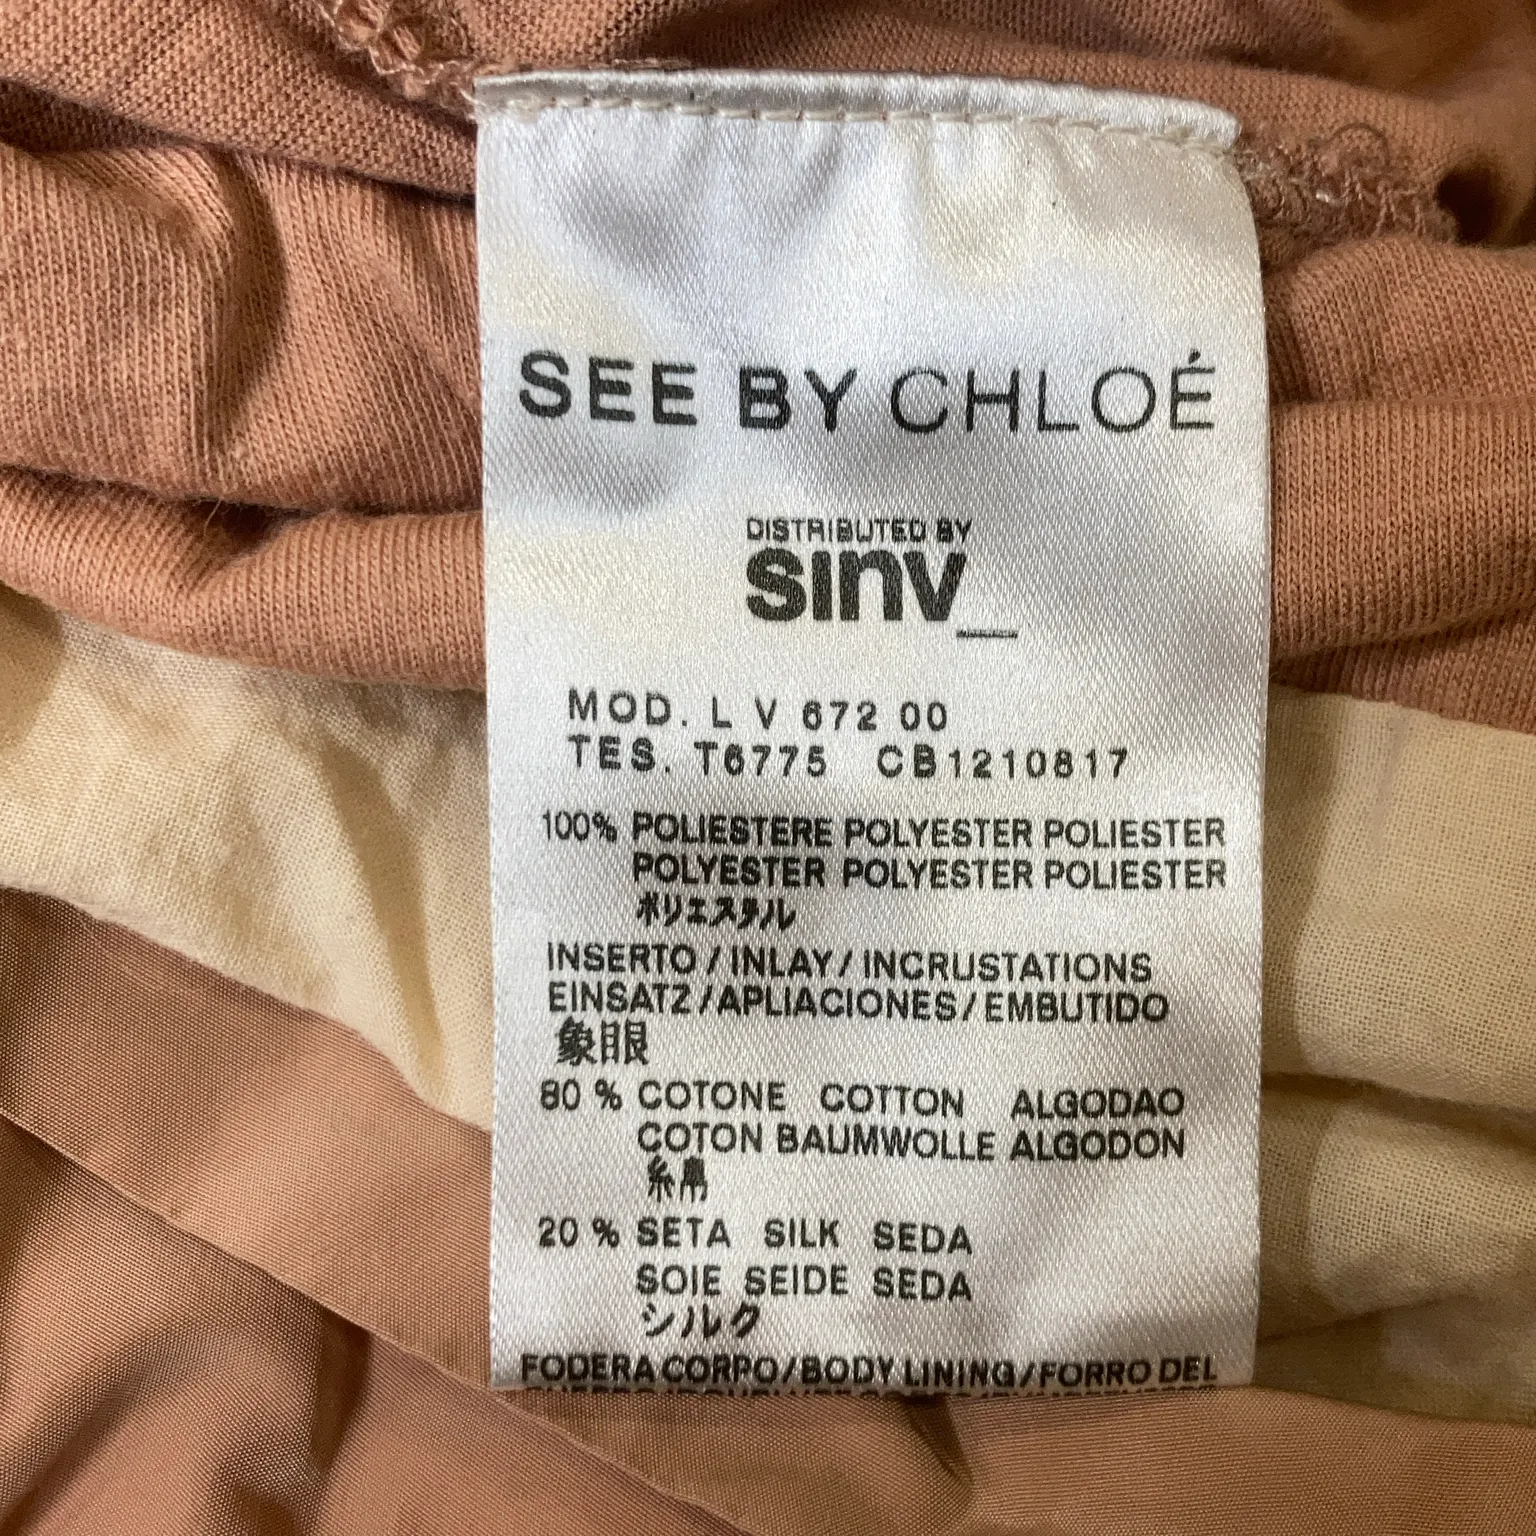 SEE BY CHLOÉ
DISTRIBUTED BY
sinv_
MOD. L V 672 00
TES. T6775 CB1210817
100% POLIESTERE POLYESTER POLIESTER
POLYESTER POLYESTER POLIESTER
ポリエステル
INSERTO / INLAY / INCRUSTATIONS
EINSATZ / APLIACIONES / EMBUTIDO
象眼
80 % COTONE COTTON ALGODAO
COTON BAUMWOLLE ALGODON
20 % SETA SILK SEDA
SOIE SEIDE SEDA
シルク
FODERA CORPO / BODY LINING / FORRO DEL